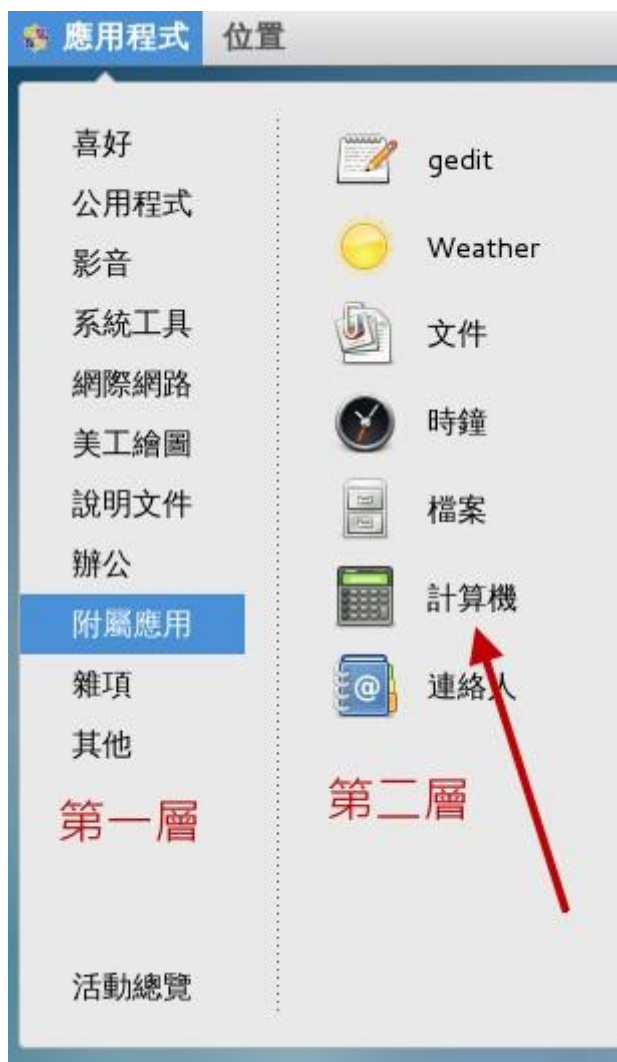 應用程式 位置
喜好
公用程式
影音
系統工具
網際網路
美工繪圖
說明文件
辦公
附屬應用
雜項
其他
第一層
活動總覽
gedit
Weather
文件
時鐘
檔案
計算機
連絡人
第二層